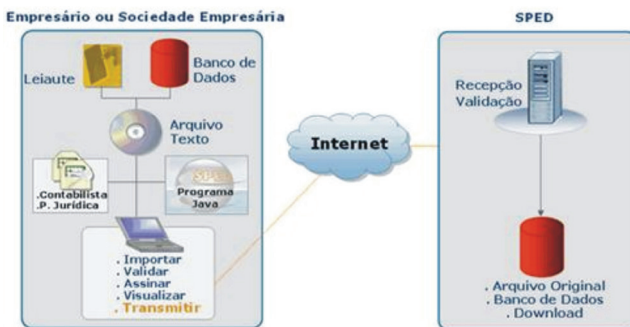 Empresário ou Sociedade Empresária
SPED
Leiaute
Banco de
Dados
Arquivo
Texto
.Contabilista
.P. Jurídica
SPED
Programa
Java
. Importar
. Validar
. Assinar
. Visualizar
. Transmitir
Internet
Recepção
Validação
. Arquivo Original
. Banco de Dados
. Download